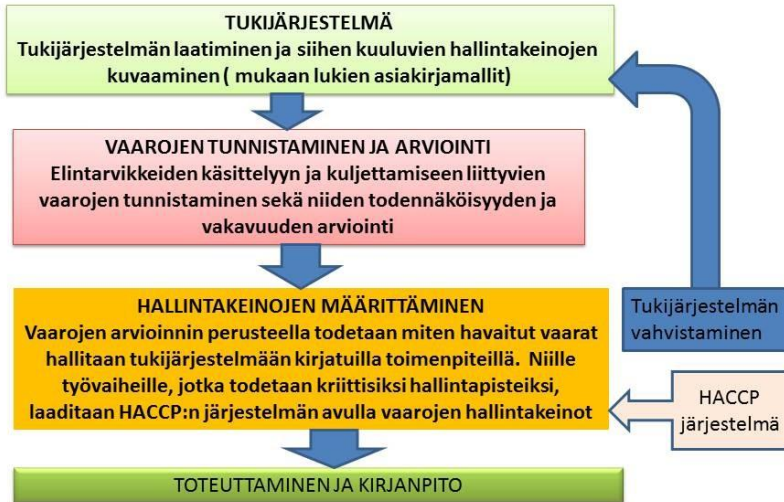 TUKIJÄRJESTELMÄ
Tukijärjestelmän laatiminen ja siihen kuuluvien hallintakeinojen
kuvaaminen ( mukaan lukien asiakirjamallit)
VAAROJEN TUNNISTAMINEN JA ARVIOINTI
Elintarvikkeiden käsittelyyn ja kuljettamiseen liittyvien
vaarojen tunnistaminen sekä niiden todennäköisyyden ja
vakavuuden arviointi
HALLINTAKEINOJEN MÄÄRITTÄMINEN
Vaarojen arvioinnin perusteella todetaan miten havaitut vaarat
hallitaan tukijärjestelmään kirjatuilla toimenpiteillä. Niille
työvaiheille, jotka todetaan kriittisiksi hallintapisteiksi,
laaditaan HACCP:n järjestelmän avulla vaarojen hallintakeinot
Tukijärjestelmän
vahvistaminen
HACCP
järjestelmä
TOTEUTTAMINEN JA KIRJANPITO